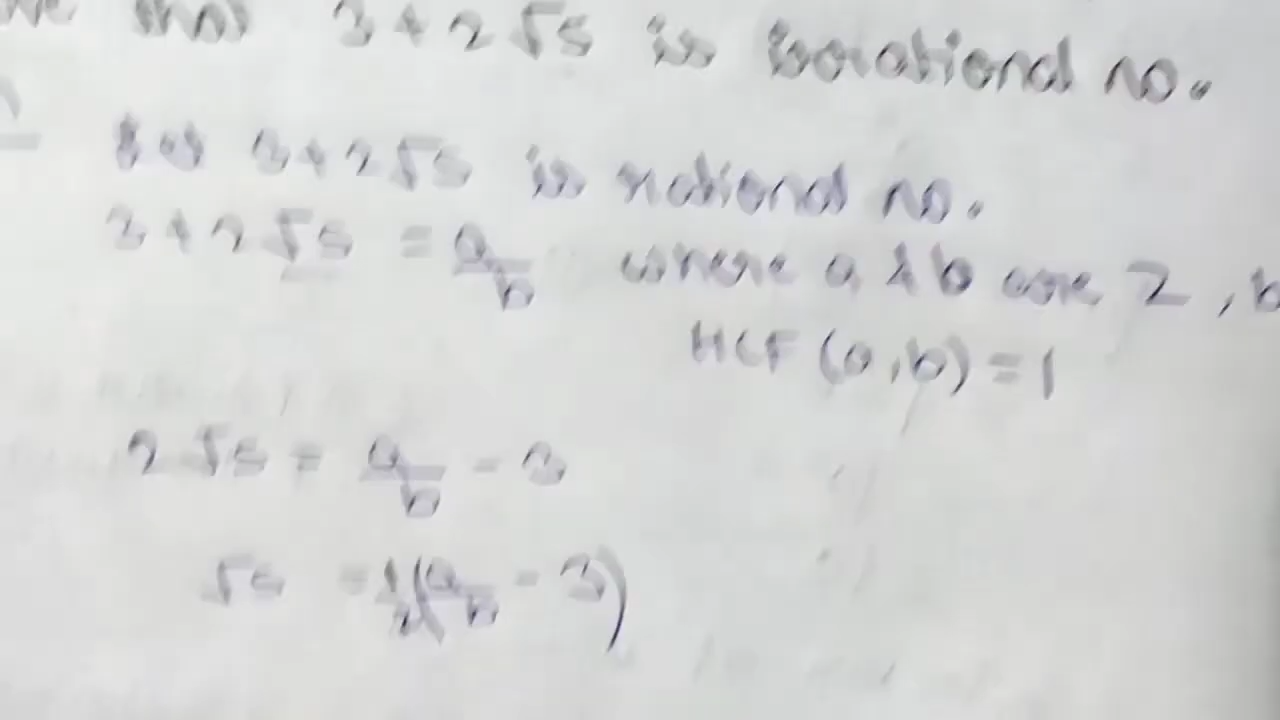 that 3 + 2√5 is irrational no.
Let 3 + 2√5 is rational no.
3 + 2√5 = a/b where a & b are Z, b
HCF (a, b) = 1
2√5 = a/b - 3
√5 = 1/2(a/b - 3)